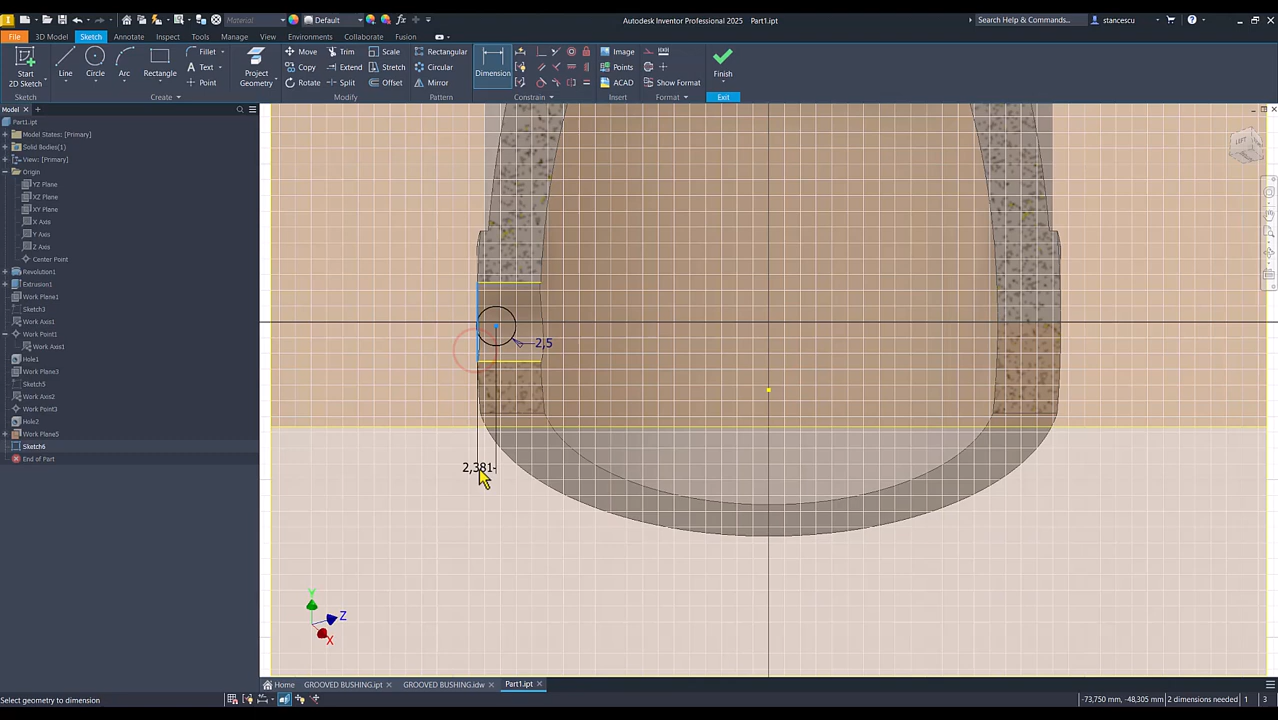 Material
Default
Autodesk Inventor Professional 2025 Part1.ipt
Search Help & Commands...
stancescu
File
3D Model
Sketch
Annotate
Inspect
Tools
Manage
View
Environments
Collaborate
Fusion
Start
2D Sketch
Line
Circle
Arc
Rectangle
Fillet
Text
Point
Project
Geometry
Move
Copy
Rotate
Trim
Extend
Split
Scale
Stretch
Offset
Rectangular
Circular
Mirror
Dimension
Image
Points
ACAD
Show Format
Finish
Sketch
Create
Modify
Pattern
Constrain
Insert
Format
Exit
Model
Part1.ipt
Model States: [Primary]
Solid Bodies(1)
View: [Primary]
Origin
YZ Plane
XZ Plane
XY Plane
X Axis
Y Axis
Z Axis
Center Point
Revolution1
Extrusion1
Work Plane1
Sketch3
Work Axis1
Work Point1
Work Axis1
Hole1
Work Plane3
Sketch5
Work Axis2
Work Point3
Hole2
Work Plane5
Sketch6
End of Part
LEFT
2,5
2,381
Y
Z
X
Home
GROOVED BUSHING.ipt
GROOVED BUSHING.idw
Part1.ipt
Select geometry to dimension
-73,750 mm, -48,305 mm
2 dimensions needed
1
3